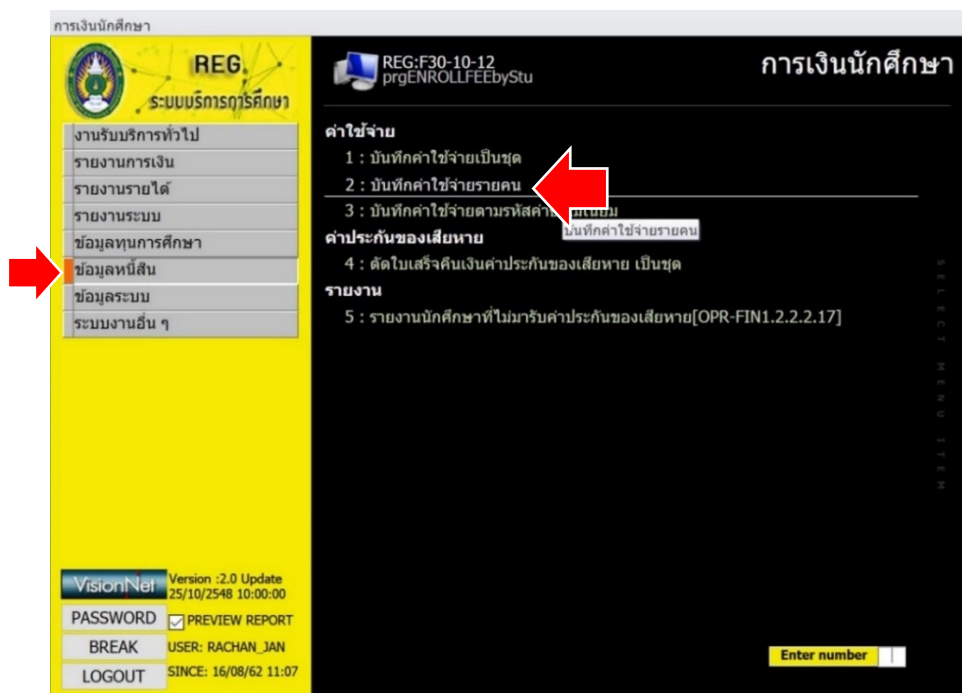 การเงินนักศึกษา
REG.
ระบบบริการการศึกษา
REG:F30-10-12
prgENROLLFEEbyStu
การเงินนักศึกษา
งานรับบริการทั่วไป
รายงานการเงิน
รายงานรายได้
รายงานระบบ
ข้อมูลทุนการศึกษา
ข้อมูลหนี้สิน
ข้อมูลระบบ
ระบบงานอื่น ๆ
ค่าใช้จ่าย
1 : บันทึกค่าใช้จ่ายเป็นชุด
2 : บันทึกค่าใช้จ่ายรายคน
3 : บันทึกค่าใช้จ่ายตามรหัสค่าธรรมเนียม
บันทึกค่าใช้จ่ายรายคน
ค่าประกันของเสียหาย
4 : ตัดใบเสร็จคืนเงินค่าประกันของเสียหาย เป็นชุด
รายงาน
5 : รายงานนักศึกษาที่ไม่มารับค่าประกันของเสียหาย[OPR-FIN1.2.2.2.17]
SELECT MENU ITEM
VisionNet
Version :2.0 Update
25/10/2548 10:00:00
PASSWORD
PREVIEW REPORT
BREAK
USER: RACHAN_JAN
LOGOUT
SINCE: 16/08/62 11:07
Enter number